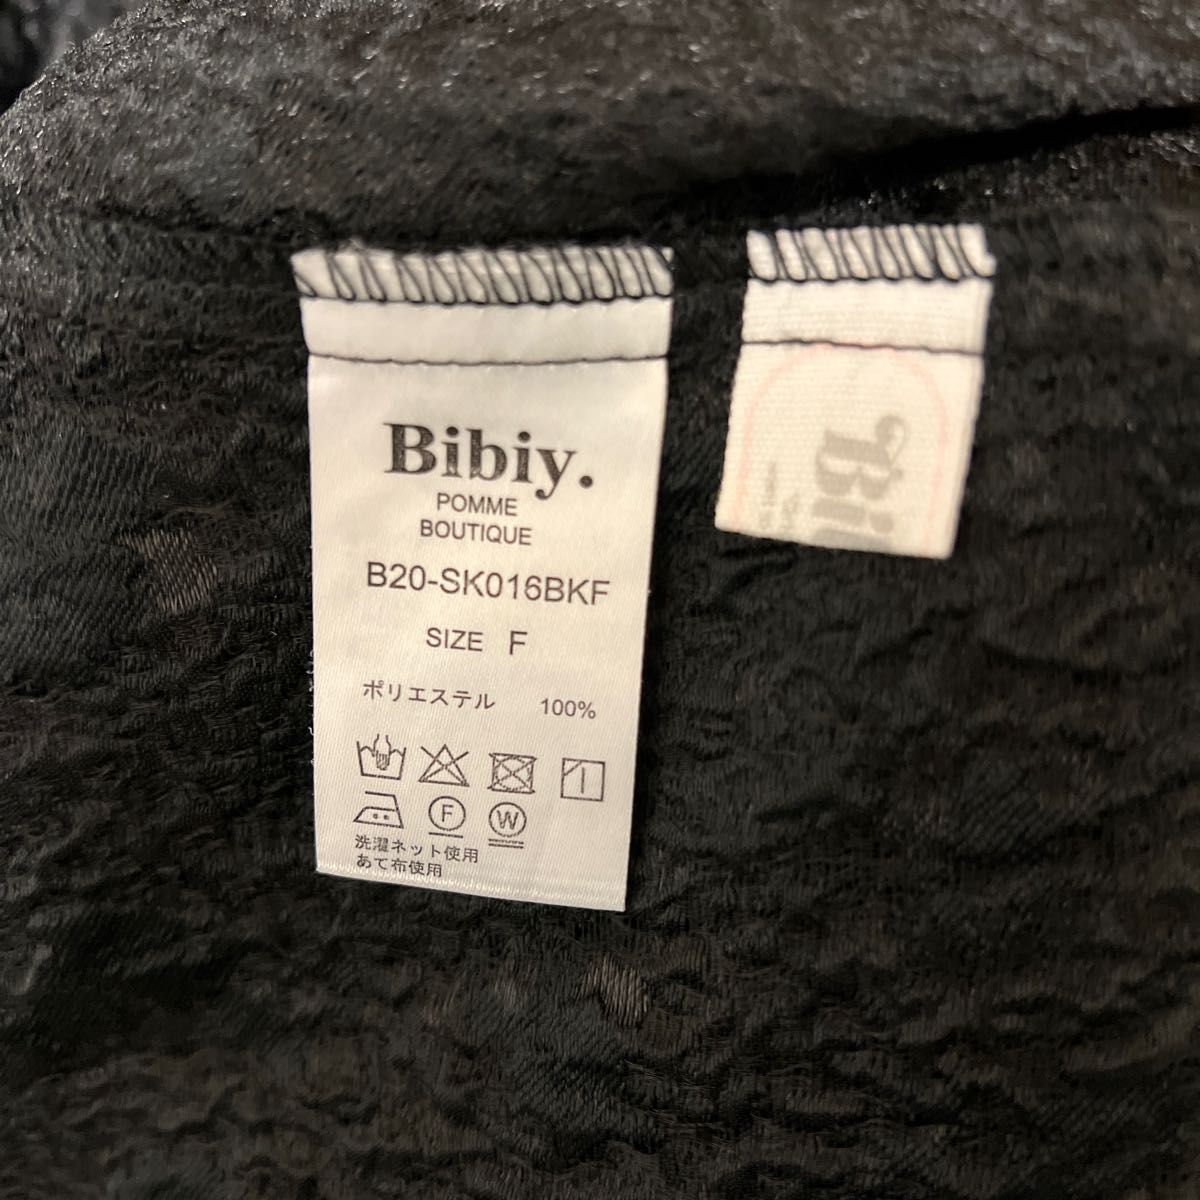 Bibiy.
POMME
BOUTIQUE
B20-SK016BKF
SIZE F
ポリエステル 100%
F W
洗濯ネット使用
あて布使用